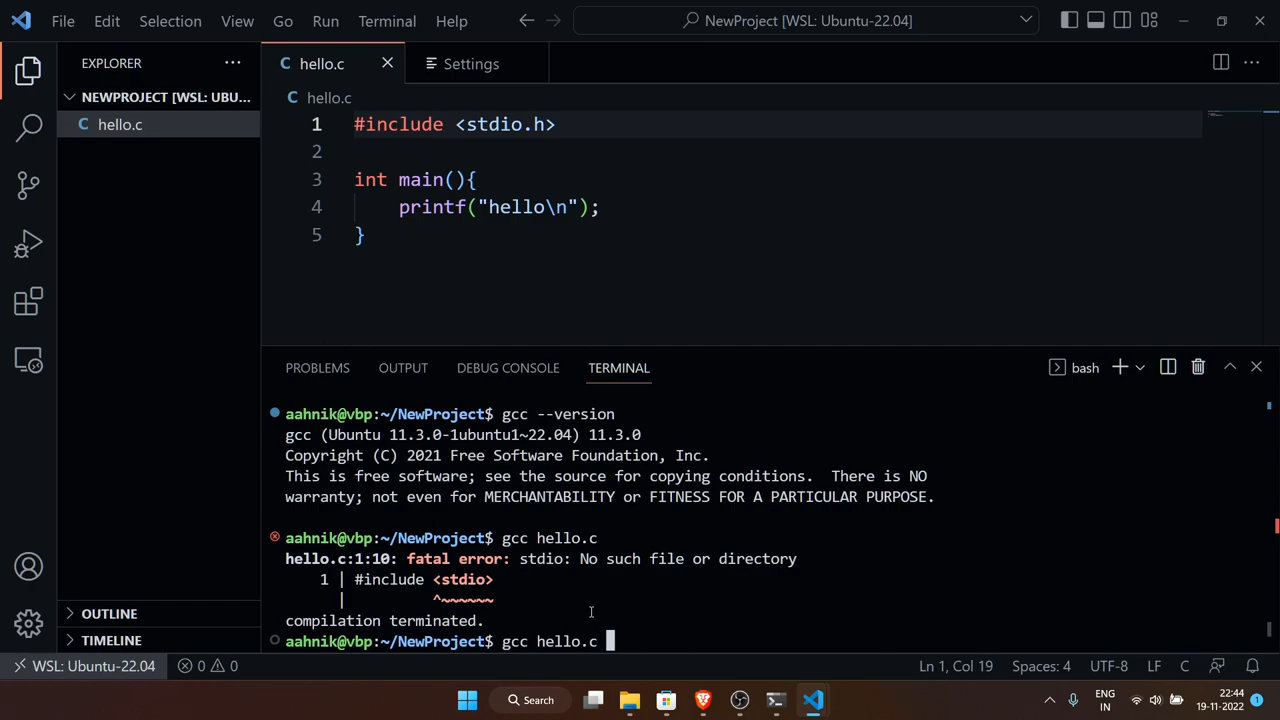 File Edit Selection View Go Run Terminal Help NewProject [WSL: Ubuntu-22.04]
EXPLORER
NEWPROJECT [WSL: UBU...
C hello.c
C hello.c Settings
C hello.c
1 #include <stdio.h>
2
3 int main(){
4 printf("hello\n");
5 }
PROBLEMS OUTPUT DEBUG CONSOLE TERMINAL bash
aahnik@vbp:~/NewProject$ gcc --version
gcc (Ubuntu 11.3.0-1ubuntu1~22.04) 11.3.0
Copyright (C) 2021 Free Software Foundation, Inc.
This is free software; see the source for copying conditions.  There is NO
warranty; not even for MERCHANTABILITY or FITNESS FOR A PARTICULAR PURPOSE.
aahnik@vbp:~/NewProject$ gcc hello.c
hello.c:1:10: fatal error: stdio: No such file or directory
1 | #include <stdio>
| ^~~~~~~
compilation terminated.
aahnik@vbp:~/NewProject$ gcc hello.c
OUTLINE
TIMELINE
WSL: Ubuntu-22.04 0 0 Ln 1, Col 19 Spaces: 4 UTF-8 LF C
Search
ENG
IN
22:44
19-11-2022
1